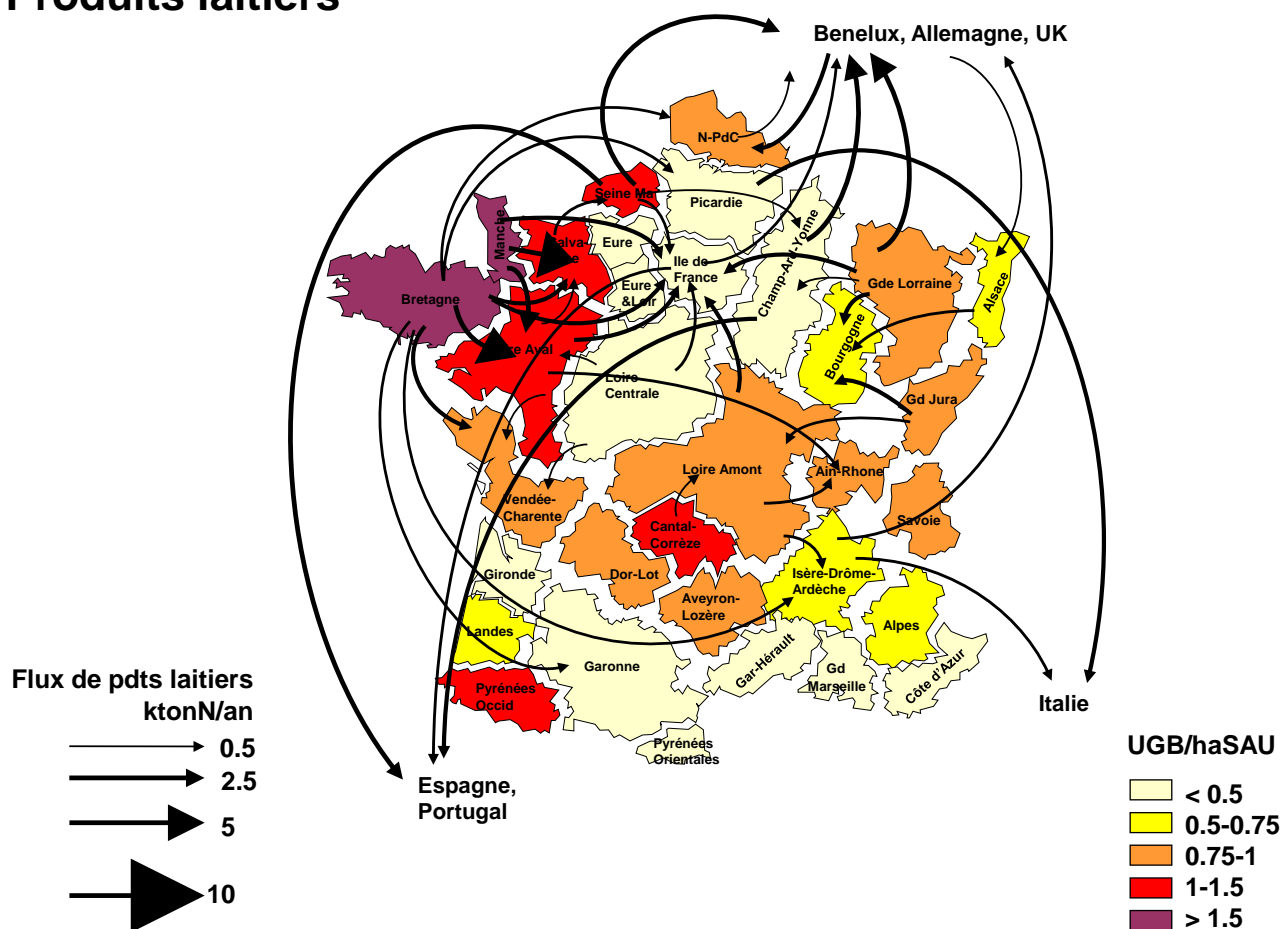 Produits laitiers
Benelux, Allemagne, UK
N-PdC
Seine Ma
Picardie
Manche
Eure
Ile de
France
Champ-Ard-Yonne
Gde Lorraine
Alsace
Eure
&Loir
Bretagne
Bourgogne
Aval
Loire
Centrale
Gd Jura
Loire Amont
Ain-Rhone
Vendée-
Charente
Cantal-
Corrèze
Savoie
Gironde
Dor-Lot
Isère-Drôme-
Ardèche
Aveyron-
Lozère
Landes
Alpes
Garonne
Gar-Hérault
Gd
Marseille
Côte d'Azur
Pyrénées
Occid
Pyrénées
Orientales
Italie
Espagne,
Portugal
Flux de pdts laitiers
ktonN/an
0.5
2.5
5
10
UGB/haSAU
< 0.5
0.5-0.75
0.75-1
1-1.5
> 1.5